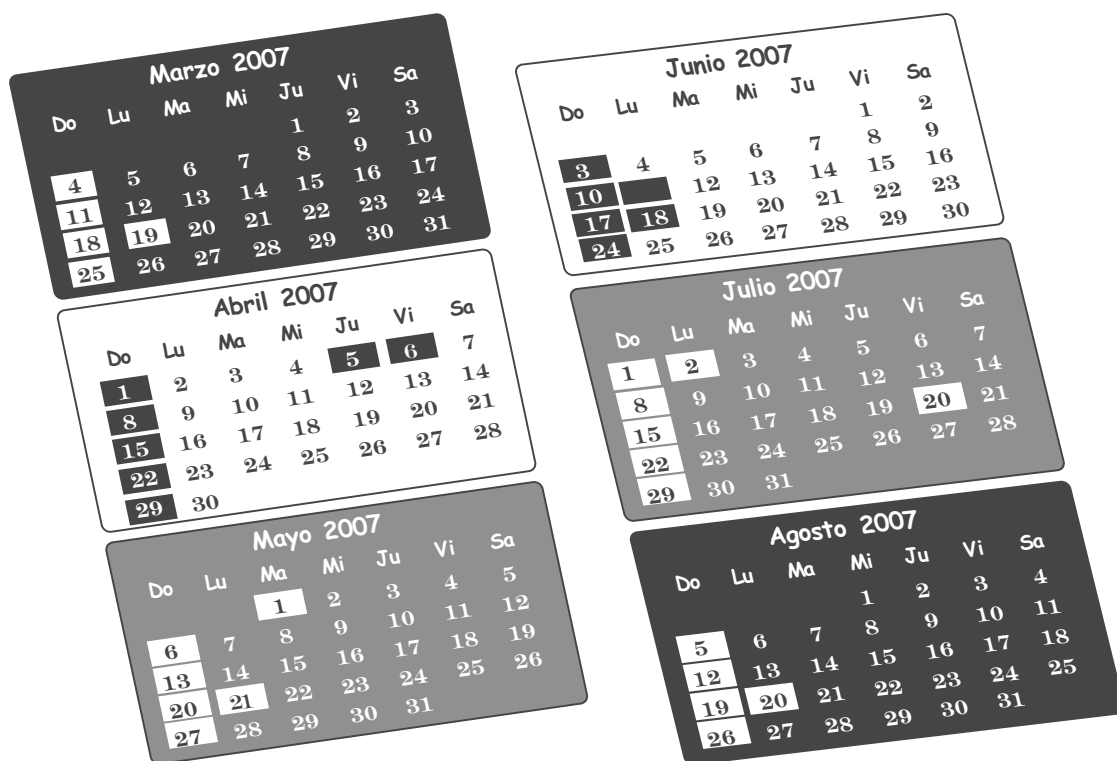 Marzo 2007
Do Lu Ma Mi Ju Vi Sa
1 2 3
4 5 6 7 8 9 10
11 12 13 14 15 16 17
18 19 20 21 22 23 24
25 26 27 28 29 30 31
Abril 2007
Do Lu Ma Mi Ju Vi Sa
1 2 3 4 5 6 7
8 9 10 11 12 13 14
15 16 17 18 19 20 21
22 23 24 25 26 27 28
29 30
Mayo 2007
Do Lu Ma Mi Ju Vi Sa
1 2 3 4 5
6 7 8 9 10 11 12
13 14 15 16 17 18 19
20 21 22 23 24 25 26
27 28 29 30 31
Junio 2007
Do Lu Ma Mi Ju Vi Sa
1 2
3 4 5 6 7 8 9
10 12 13 14 15 16
17 18 19 20 21 22 23
24 25 26 27 28 29 30
Julio 2007
Do Lu Ma Mi Ju Vi Sa
1 2 3 4 5 6 7
8 9 10 11 12 13 14
15 16 17 18 19 20 21
22 23 24 25 26 27 28
29 30 31
Agosto 2007
Do Lu Ma Mi Ju Vi Sa
1 2 3 4
5 6 7 8 9 10 11
12 13 14 15 16 17 18
19 20 21 22 23 24 25
26 27 28 29 30 31